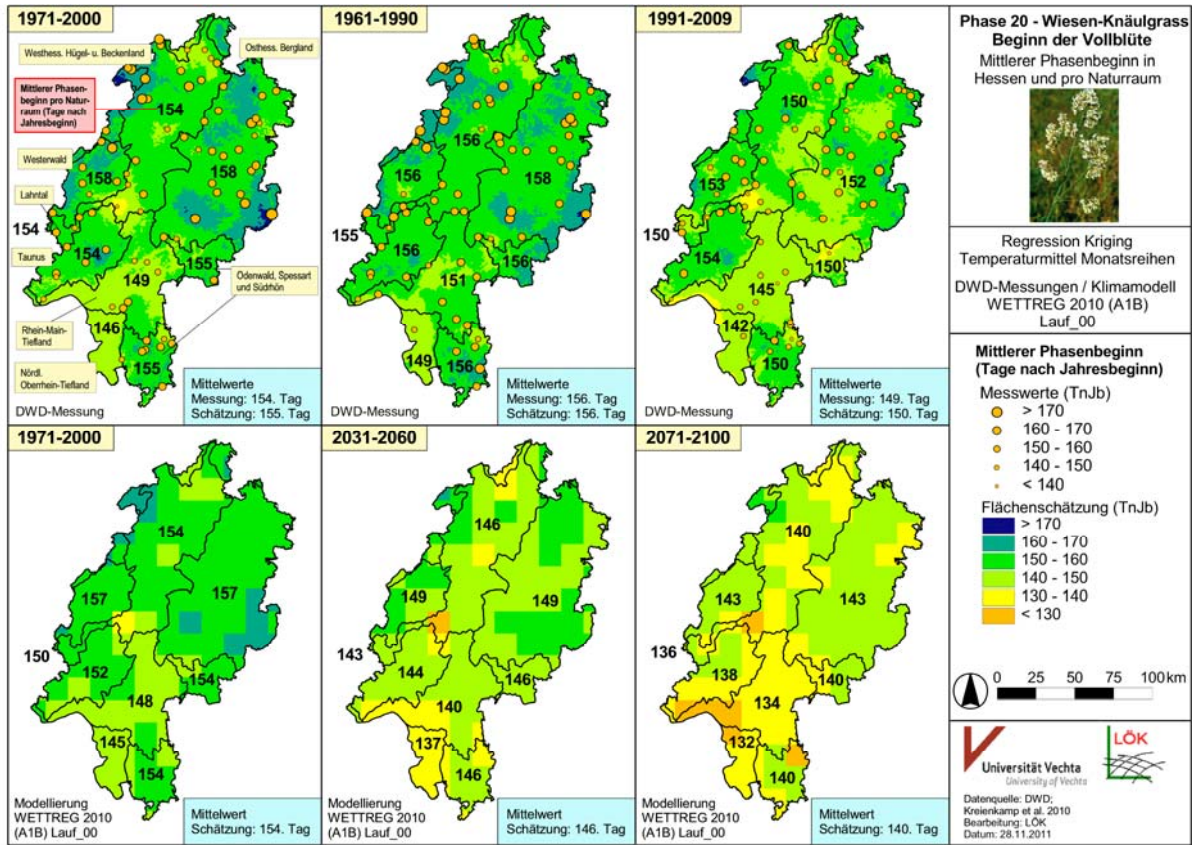 1971-2000
Westhess. Hügel- u. Beckenland
Osthess. Bergland
Mittlerer Phasen-
beginn pro Natur-
raum (Tage nach
Jahresbeginn)
154
158
Westerwald
158
Lahntal
154
Taunus
154
149
155
Odenwald, Spessart
und Südrhön
Rhein-Main-
Tiefland
146
Nördl.
Oberrhein-Tiefland
155
DWD-Messung
Mittelwerte
Messung: 154. Tag
Schätzung: 155. Tag
1961-1990
156
156
158
155
156
156
151
149
156
DWD-Messung
Mittelwerte
Messung: 156. Tag
Schätzung: 156. Tag
1991-2009
150
153
152
150
154
150
145
142
150
DWD-Messung
Mittelwerte
Messung: 149. Tag
Schätzung: 150. Tag
1971-2000
154
157
157
150
152
154
148
145
154
Modellierung
WETTREG 2010
(A1B) Lauf_00
Mittelwert
Schätzung: 154. Tag
2031-2060
146
149
149
143
144
146
140
137
146
Modellierung
WETTREG 2010
(A1B) Lauf_00
Mittelwert
Schätzung: 146. Tag
2071-2100
140
143
143
136
138
140
134
132
140
Modellierung
WETTREG 2010
(A1B) Lauf_00
Mittelwert
Schätzung: 140. Tag
Phase 20 - Wiesen-Knäulgrass
Beginn der Vollblüte
Mittlerer Phasenbeginn in
Hessen und pro Naturraum
Regression Kriging
Temperaturmittel Monatsreihen
DWD-Messungen / Klimamodell
WETTREG 2010 (A1B)
Lauf_00
Mittlerer Phasenbeginn
(Tage nach Jahresbeginn)
Messwerte (TnJb)
> 170
160 - 170
150 - 160
140 - 150
< 140
Flächenschätzung (TnJb)
> 170
160 - 170
150 - 160
140 - 150
130 - 140
< 130
0 25 50 75 100 km
Universität Vechta
University of Vechta
LÖK
Datenquelle: DWD;
Kreienkamp et al. 2010
Bearbeitung: LÖK
Datum: 28.11.2011